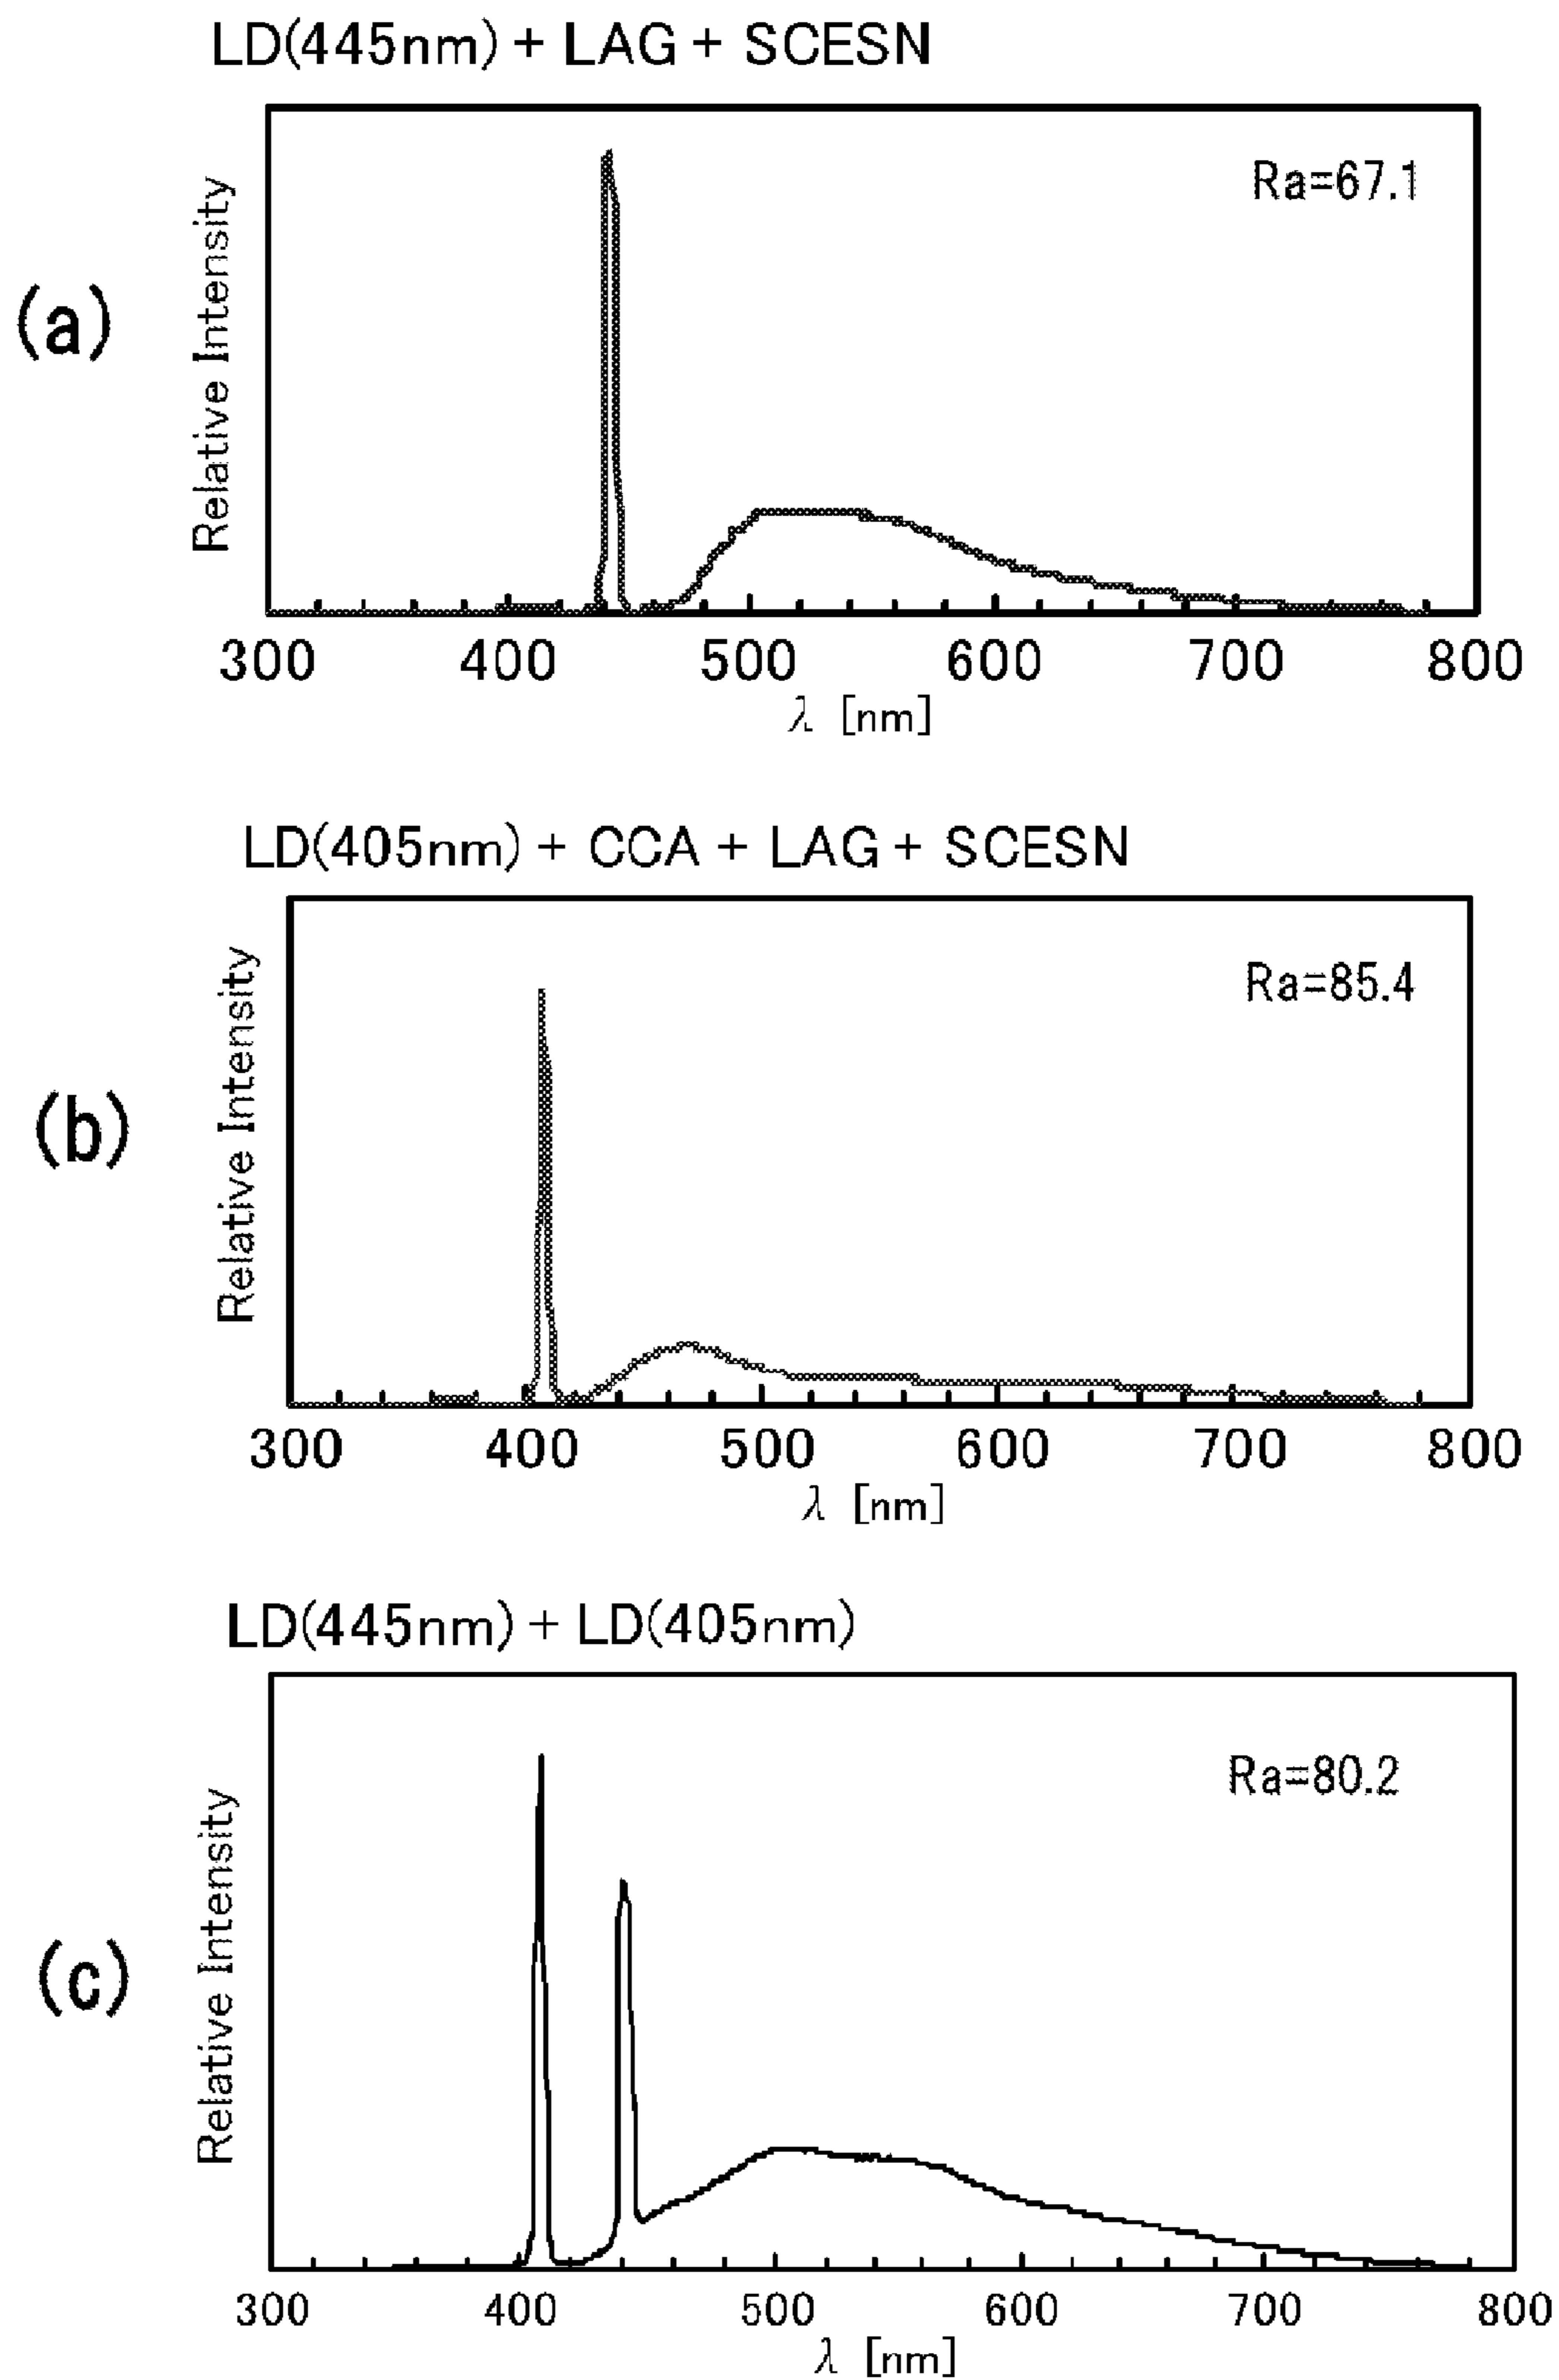 LD(445nm) + LAG + SCESN
Ra=67.1
(a)
Relative Intensity
300 400 500 600 700 800
λ [nm]
LD(405nm) + CCA + LAG + SCESN
Ra=85.4
(b)
Relative Intensity
300 400 500 600 700 800
λ [nm]
LD(445nm) + LD(405nm)
Ra=80.2
(c)
Relative Intensity
300 400 500 600 700 800
λ [nm]